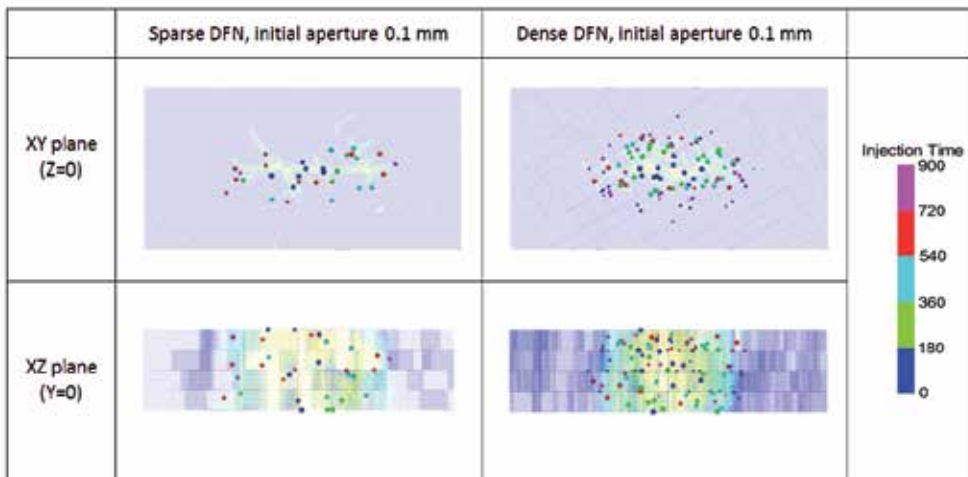 Sparse DFN, initial aperture 0.1 mm
Dense DFN, initial aperture 0.1 mm
XY plane
(Z=0)
Injection Time
900
720
540
360
180
0
XZ plane
(Y=0)